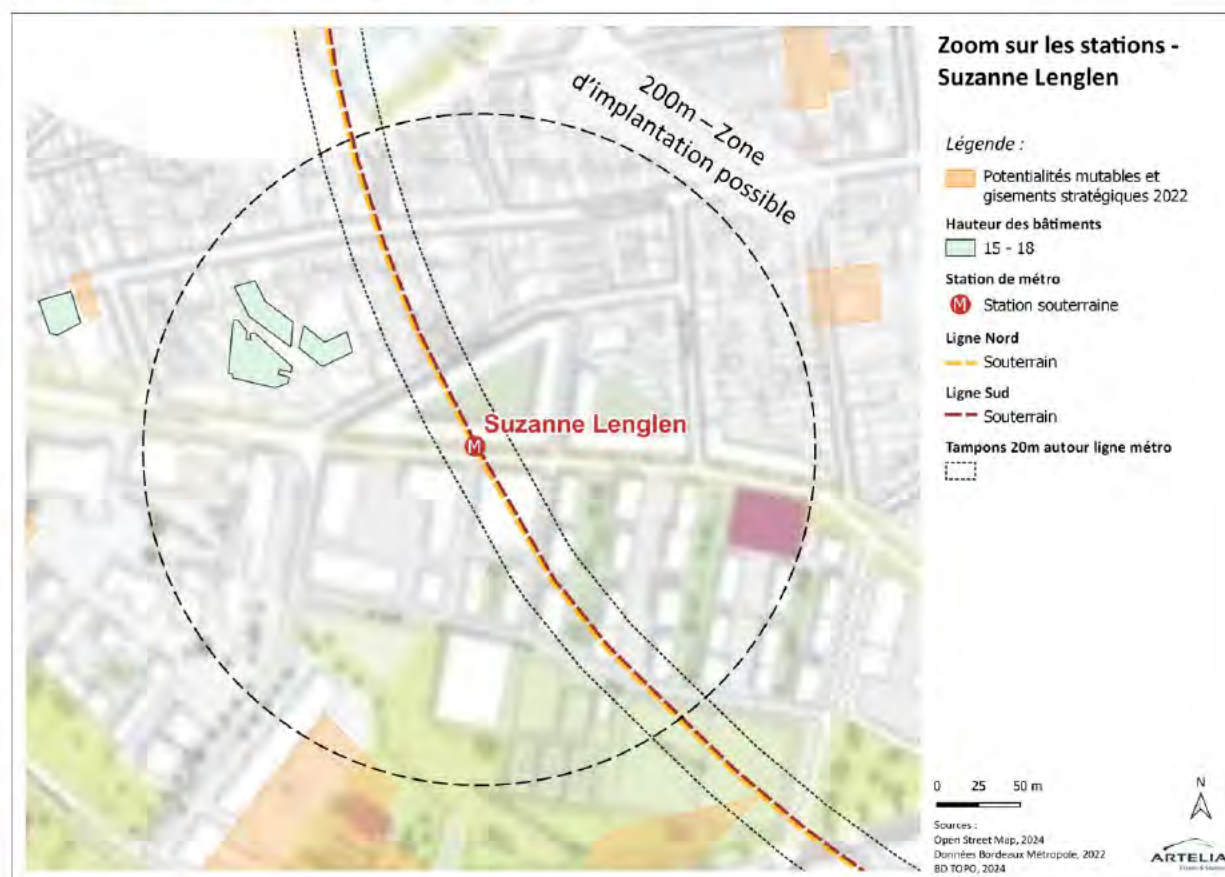 Zoom sur les stations -
Suzanne Lenglen
200m – Zone
d'implantation possible
Légende :
Potentialités mutables et
gisements stratégiques 2022
Hauteur des bâtiments
15 - 18
Station de métro
M Station souterraine
Ligne Nord
Souterrain
Ligne Sud
Souterrain
Tampons 20m autour ligne métro
Suzanne Lenglen
M
0 25 50 m
N
Sources :
Open Street Map, 2024
Données Bordeaux Métropole, 2022
BD TOPO, 2024
ARTELIA